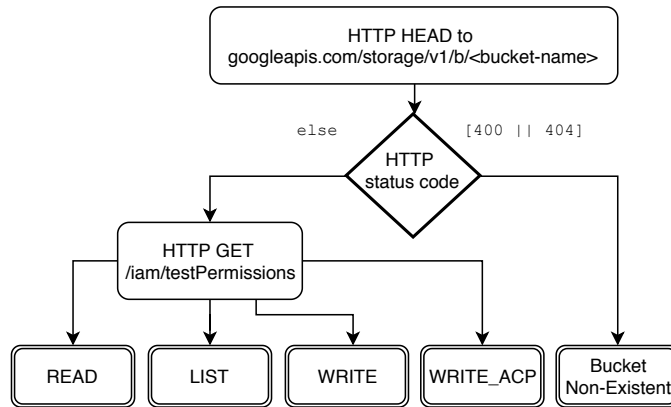 HTTP HEAD to
googleapis.com/storage/v1/b/<bucket-name>
else
[400 || 404]
HTTP
status code
HTTP GET
/iam/testPermissions
READ
LIST
WRITE
WRITE_ACP
Bucket
Non-Existent